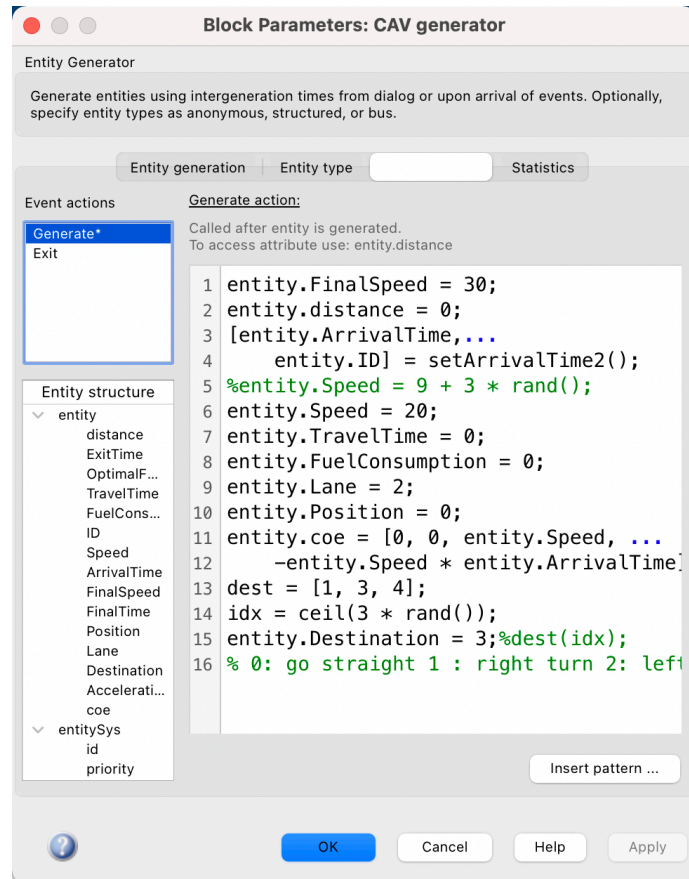 Block Parameters: CAV generator
Entity Generator
Generate entities using intergeneration times from dialog or upon arrival of events. Optionally,
specify entity types as anonymous, structured, or bus.
Entity generation Entity type Statistics
Event actions
Generate*
Exit
Entity structure
entity
distance
ExitTime
OptimalF...
TravelTime
FuelCons...
ID
Speed
ArrivalTime
FinalSpeed
FinalTime
Position
Lane
Destination
Accelerati...
coe
entitySys
id
priority
Generate action:
Called after entity is generated.
To access attribute use: entity.distance
1 entity.FinalSpeed = 30;
2 entity.distance = 0;
3 [entity.ArrivalTime,...
4 entity.ID] = setArrivalTime2();
5 %entity.Speed = 9 + 3 * rand();
6 entity.Speed = 20;
7 entity.TravelTime = 0;
8 entity.FuelConsumption = 0;
9 entity.Lane = 2;
10 entity.Position = 0;
11 entity.coe = [0, 0, entity.Speed, ...
12 -entity.Speed * entity.ArrivalTime]
13 dest = [1, 3, 4];
14 idx = ceil(3 * rand());
15 entity.Destination = 3;%dest(idx);
16 % 0: go straight 1 : right turn 2: left
Insert pattern ...
OK Cancel Help Apply